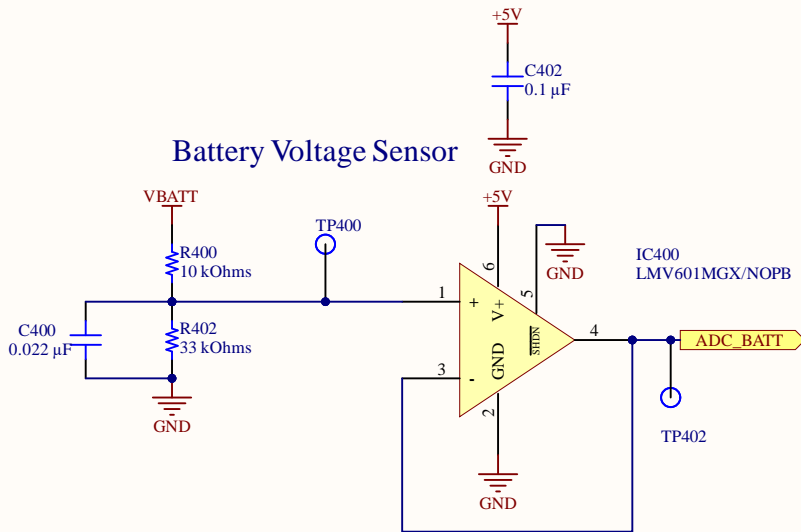 +5V
C402
0.1 µF
GND
Battery Voltage Sensor
VBATT
+5V
TP400
R400
10 kOhms
IC400
LMV601MGX/NOPB
GND
6
5
1
+
V+
C400
0.022 µF
R402
33 kOhms
SHDN
4
ADC_BATT
3
-
GND
2
GND
TP402
GND